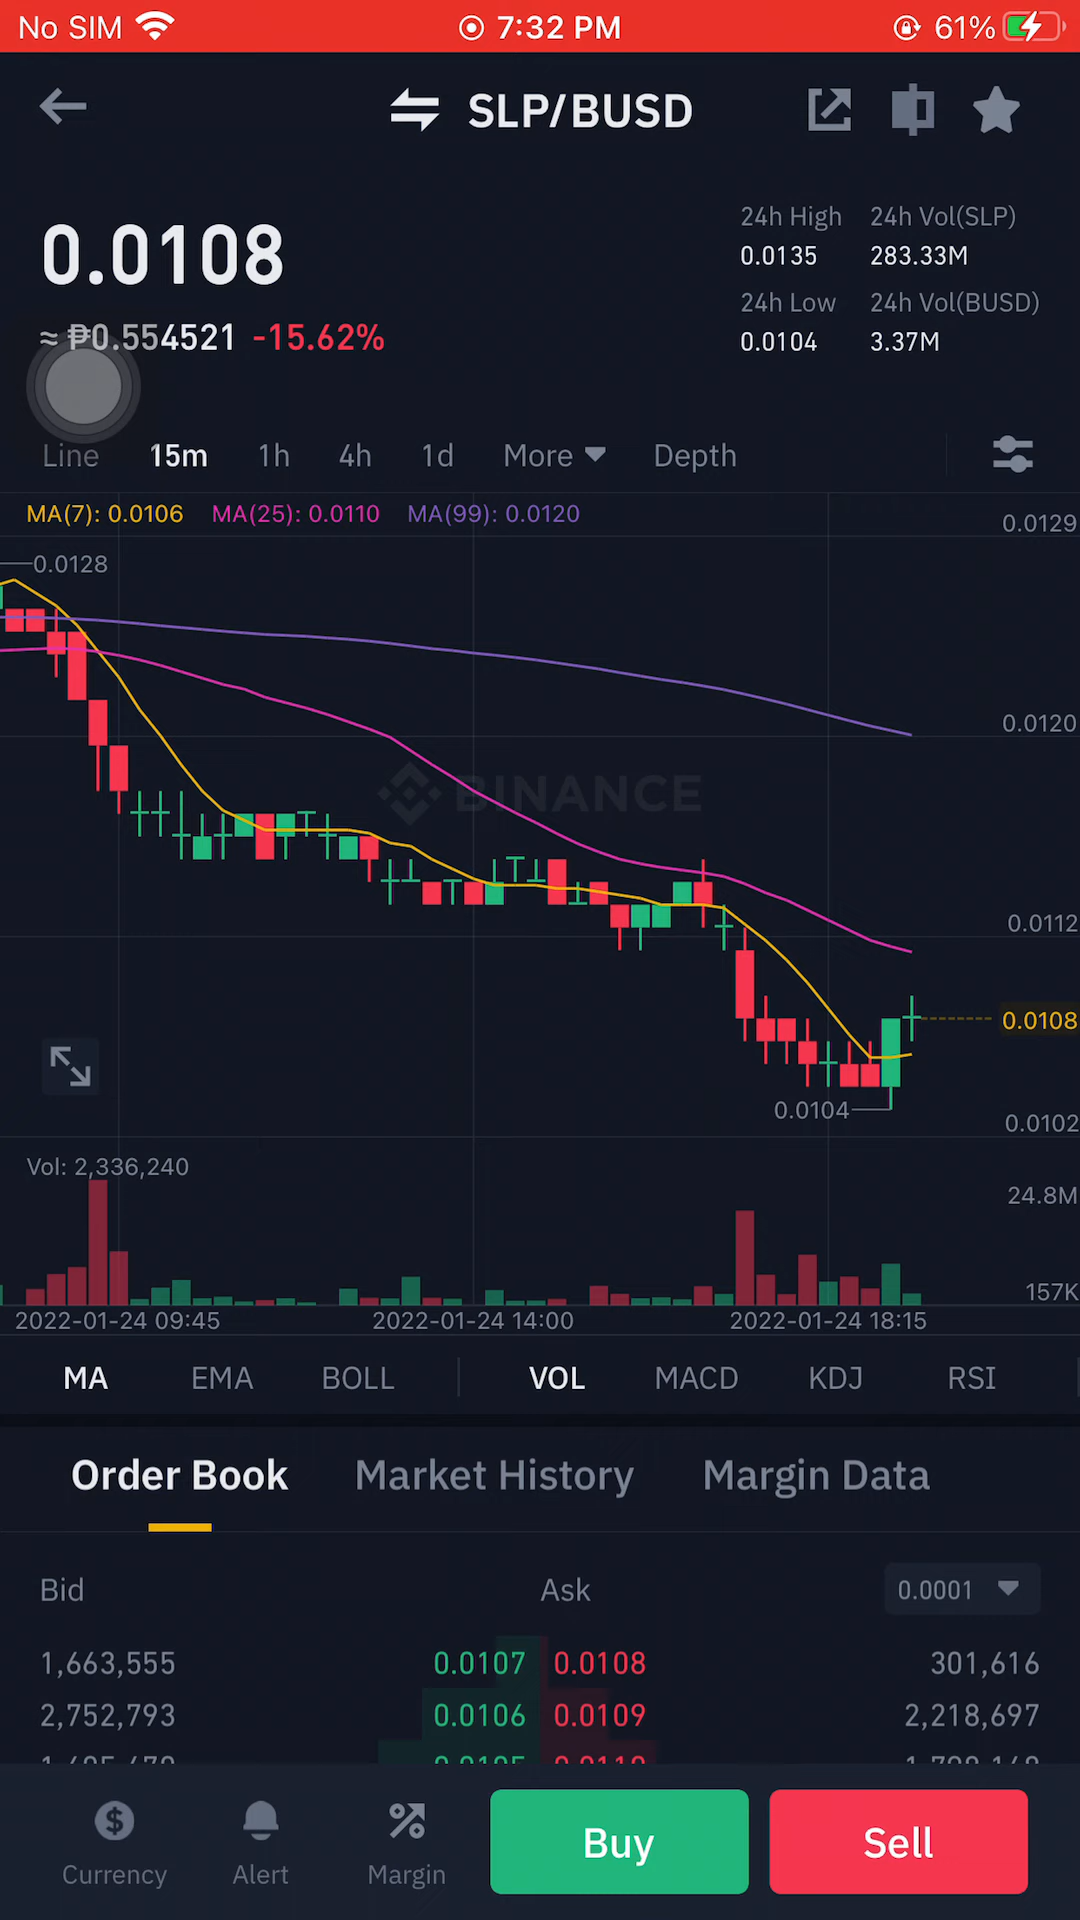 No SIM 7:32 PM 61%
SLP/BUSD
0.0108
≈ ₱0.554521 -15.62%
24h High 24h Vol(SLP)
0.0135 283.33M
24h Low 24h Vol(BUSD)
0.0104 3.37M
Line 15m 1h 4h 1d More Depth
MA(7): 0.0106 MA(25): 0.0110 MA(99): 0.0120
0.0129
0.0128
0.0120
BINANCE
0.0112
0.0108
0.0104
0.0102
Vol: 2,336,240
24.8M
157K
2022-01-24 09:45 2022-01-24 14:00 2022-01-24 18:15
MA EMA BOLL VOL MACD KDJ RSI
Order Book Market History Margin Data
Bid Ask 0.0001
1,663,555 0.0107 0.0108 301,616
2,752,793 0.0106 0.0109 2,218,697
Currency Alert Margin Buy Sell